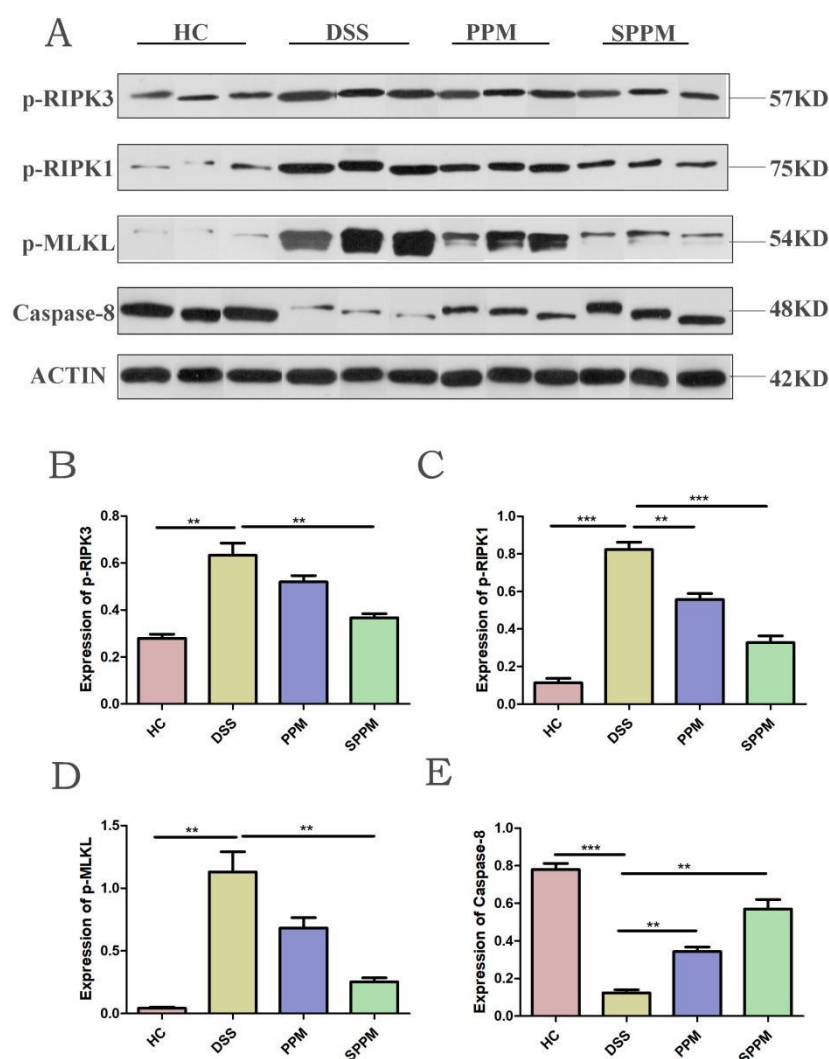 A
HC DSS PPM SPPM
p-RIPK3 57KD
p-RIPK1 75KD
p-MLKL 54KD
Caspase-8 48KD
ACTIN 42KD
B
Expression of p-RIPK3
0.8
0.6
0.4
0.2
0.0
** **
HC DSS PPM SPPM
C
Expression of p-RIPK1
1.0
0.8
0.6
0.4
0.2
0.0
***
*** **
HC DSS PPM SPPM
D
Expression of p-MLKL
1.5
1.0
0.5
0.0
** **
HC DSS PPM SPPM
E
Expression of Caspase-8
1.0
0.8
0.6
0.4
0.2
0.0
***
**
**
HC DSS PPM SPPM